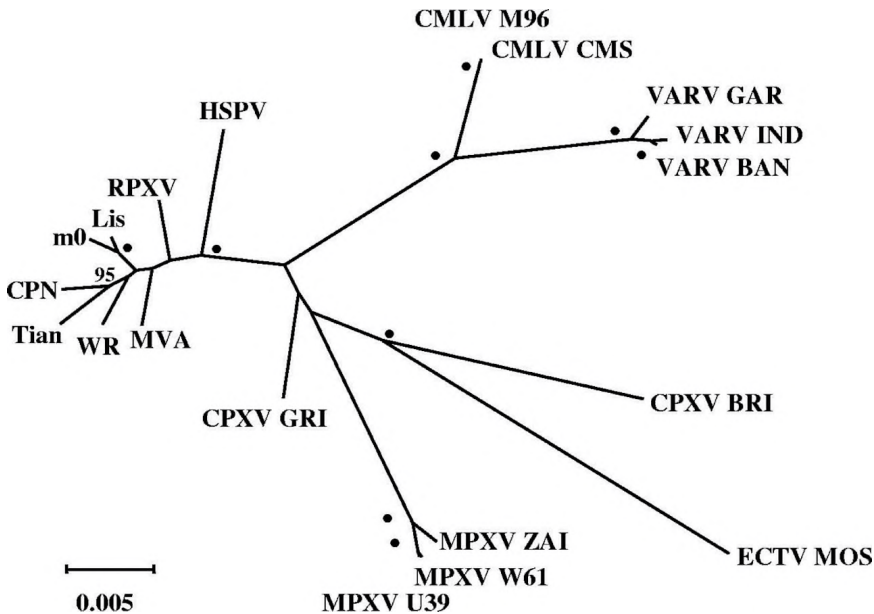 CMLV M96
CMLV CMS
VARV GAR
HSPV
VARV IND
VARV BAN
RPXV
Lis
m0
95
CPN
Tian
WR
MVA
CPXV GRI
CPXV BRI
MPXV ZAI
ECTV MOS
MPXV W61
0.005
MPXV U39